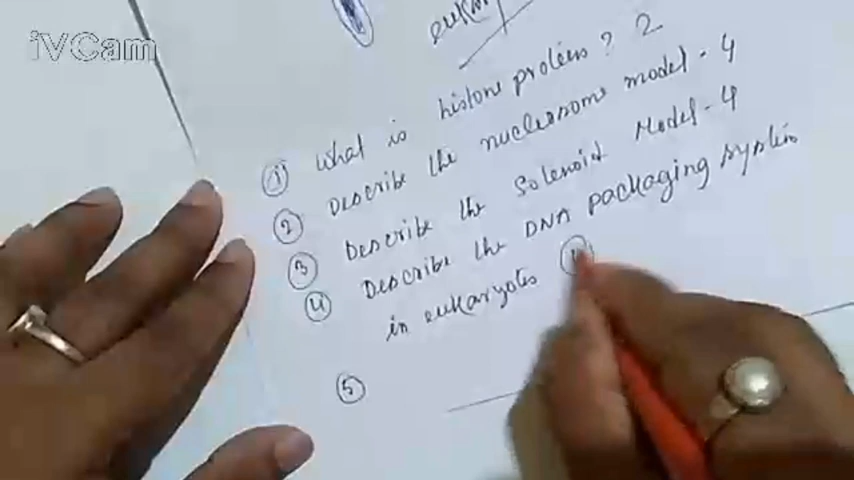 iVCam
① What is histone protein? 2
② Describe the nucleosome model - 4
③ Describe the Solenoid Model - 4
④ Describe the DNA packaging system
in eukaryotes
⑤